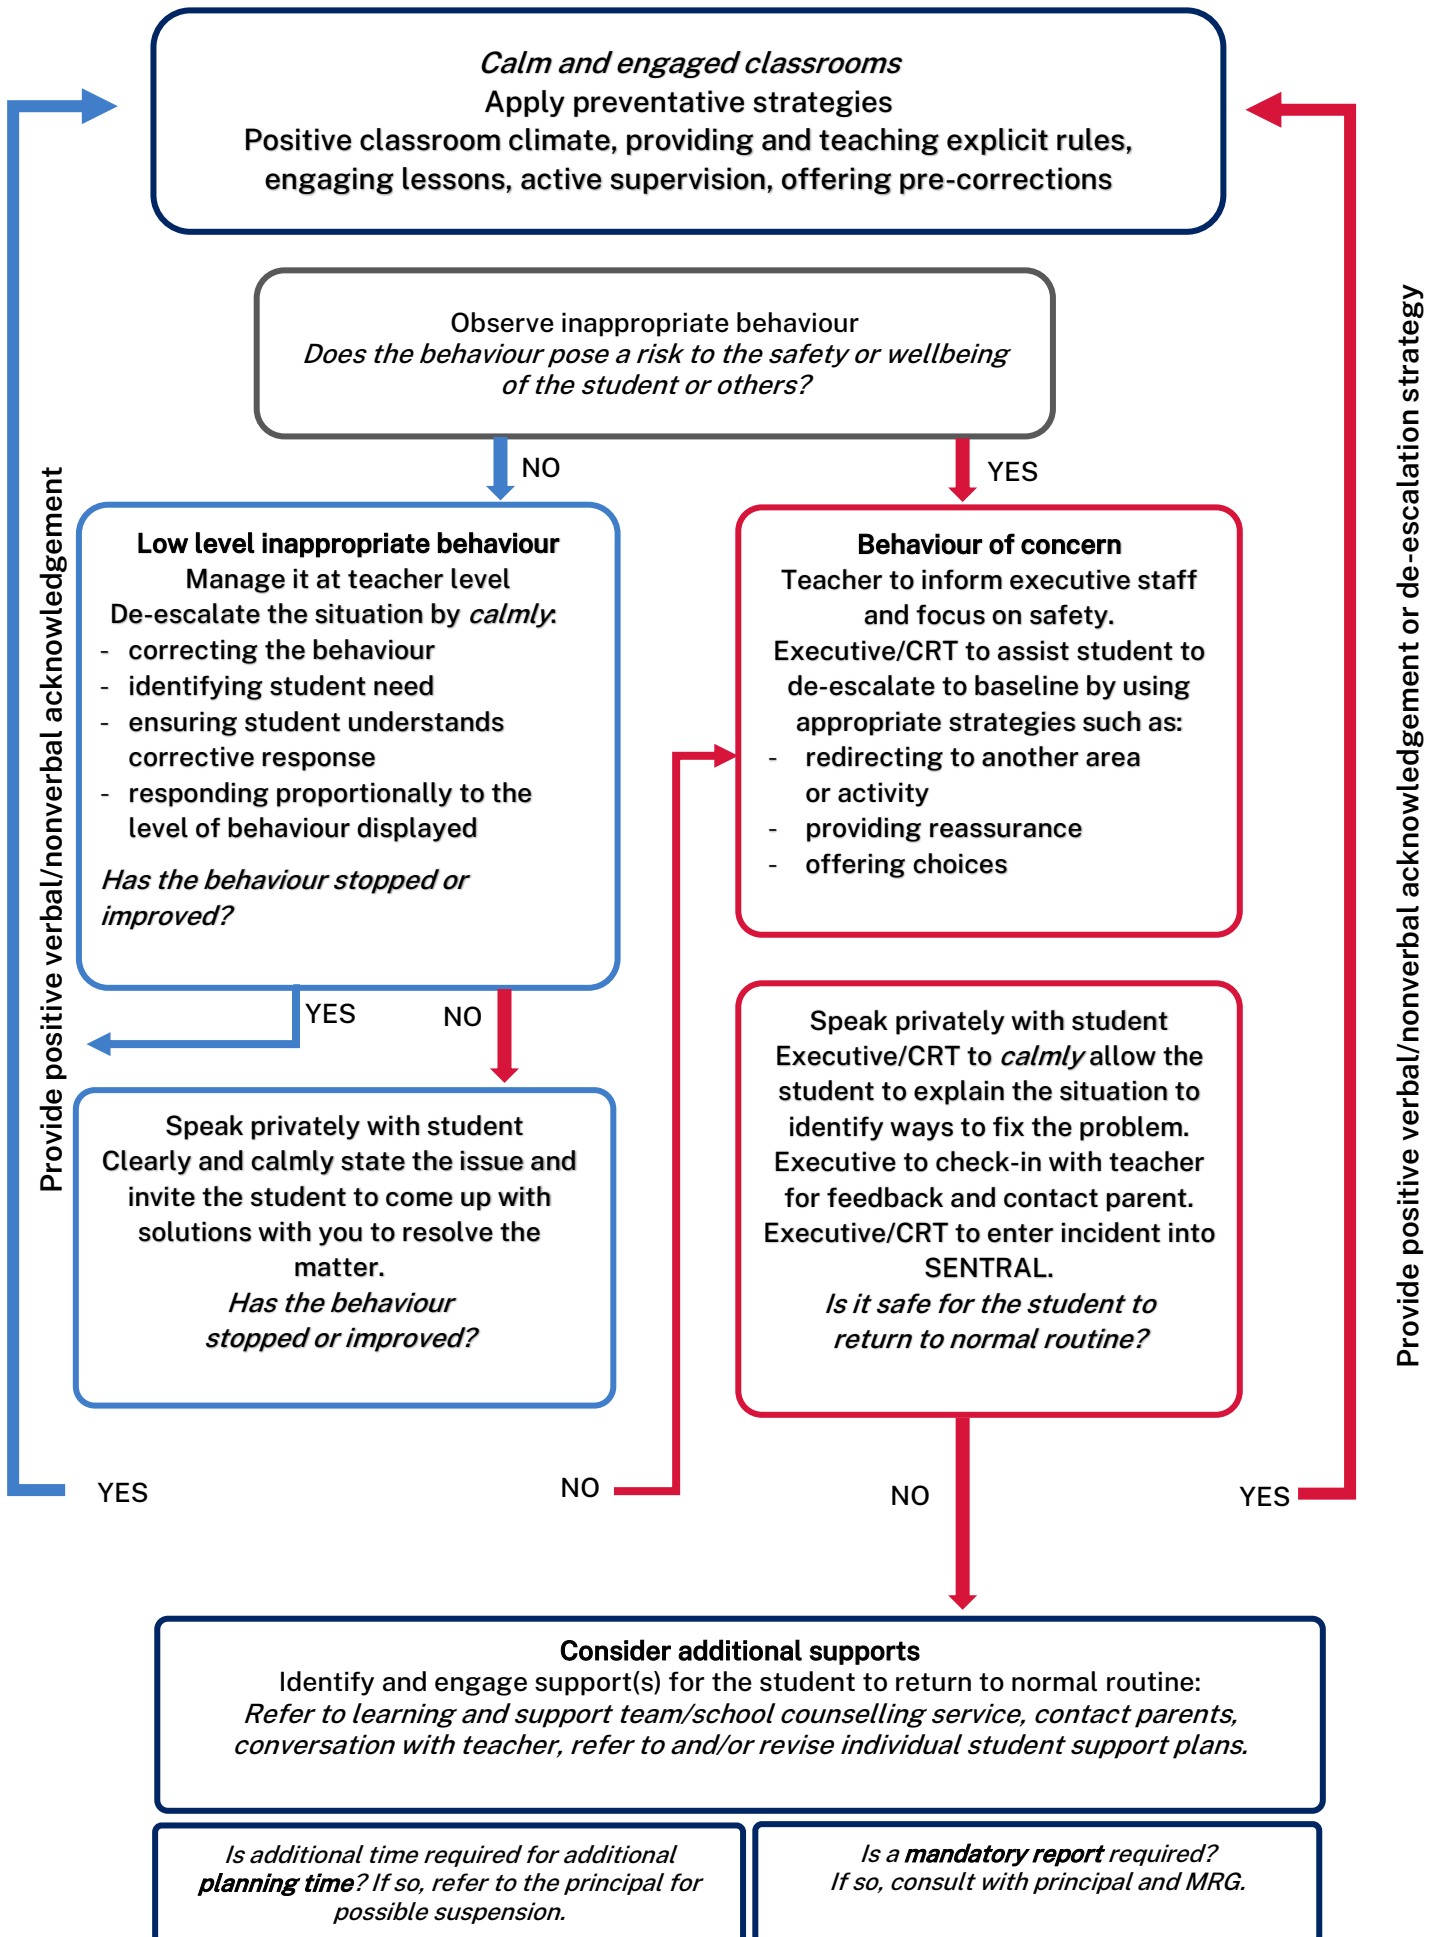 Calm and engaged classrooms
Apply preventative strategies
Positive classroom climate, providing and teaching explicit rules,
engaging lessons, active supervision, offering pre-corrections
Observe inappropriate behaviour
Does the behaviour pose a risk to the safety or wellbeing
of the student or others?
NO
YES
Provide positive verbal/nonverbal acknowledgement
Low level inappropriate behaviour
Manage it at teacher level
De-escalate the situation by calmly:
- correcting the behaviour
- identifying student need
- ensuring student understands
corrective response
- responding proportionally to the
level of behaviour displayed
Has the behaviour stopped or
improved?
YES
NO
Speak privately with student
Clearly and calmly state the issue and
invite the student to come up with
solutions with you to resolve the
matter.
Has the behaviour
stopped or improved?
YES
NO
Behaviour of concern
Teacher to inform executive staff
and focus on safety.
Executive/CRT to assist student to
de-escalate to baseline by using
appropriate strategies such as:
- redirecting to another area
or activity
- providing reassurance
- offering choices
Speak privately with student
Executive/CRT to calmly allow the
student to explain the situation to
identify ways to fix the problem.
Executive to check-in with teacher
for feedback and contact parent.
Executive/CRT to enter incident into
SENTRAL.
Is it safe for the student to
return to normal routine?
NO
YES
Provide positive verbal/nonverbal acknowledgement or de-escalation strategy
Consider additional supports
Identify and engage support(s) for the student to return to normal routine:
Refer to learning and support team/school counselling service, contact parents,
conversation with teacher, refer to and/or revise individual student support plans.
Is additional time required for additional
planning time? If so, refer to the principal for
possible suspension.
Is a mandatory report required?
If so, consult with principal and MRG.